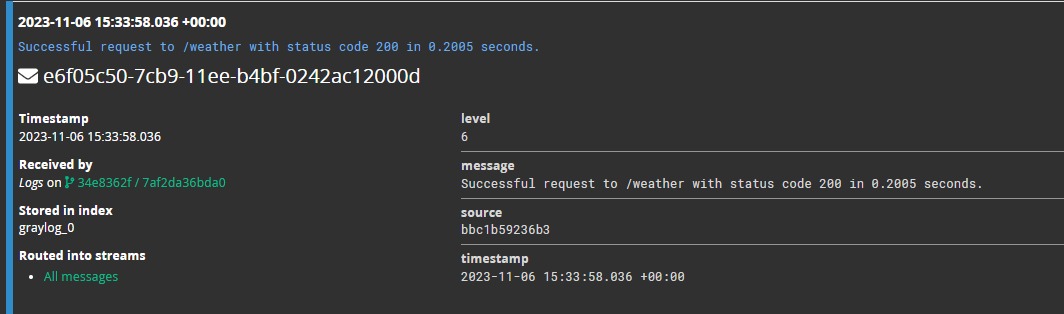 2023-11-06 15:33:58.036 +00:00
Successful request to /weather with status code 200 in 0.2005 seconds.
e6f05c50-7cb9-11ee-b4bf-0242ac12000d
Timestamp
2023-11-06 15:33:58.036
Received by
Logs on 34e8362f / 7af2da36bda0
Stored in index
graylog_0
Routed into streams
• All messages
level
6
message
Successful request to /weather with status code 200 in 0.2005 seconds.
source
bbc1b59236b3
timestamp
2023-11-06 15:33:58.036 +00:00